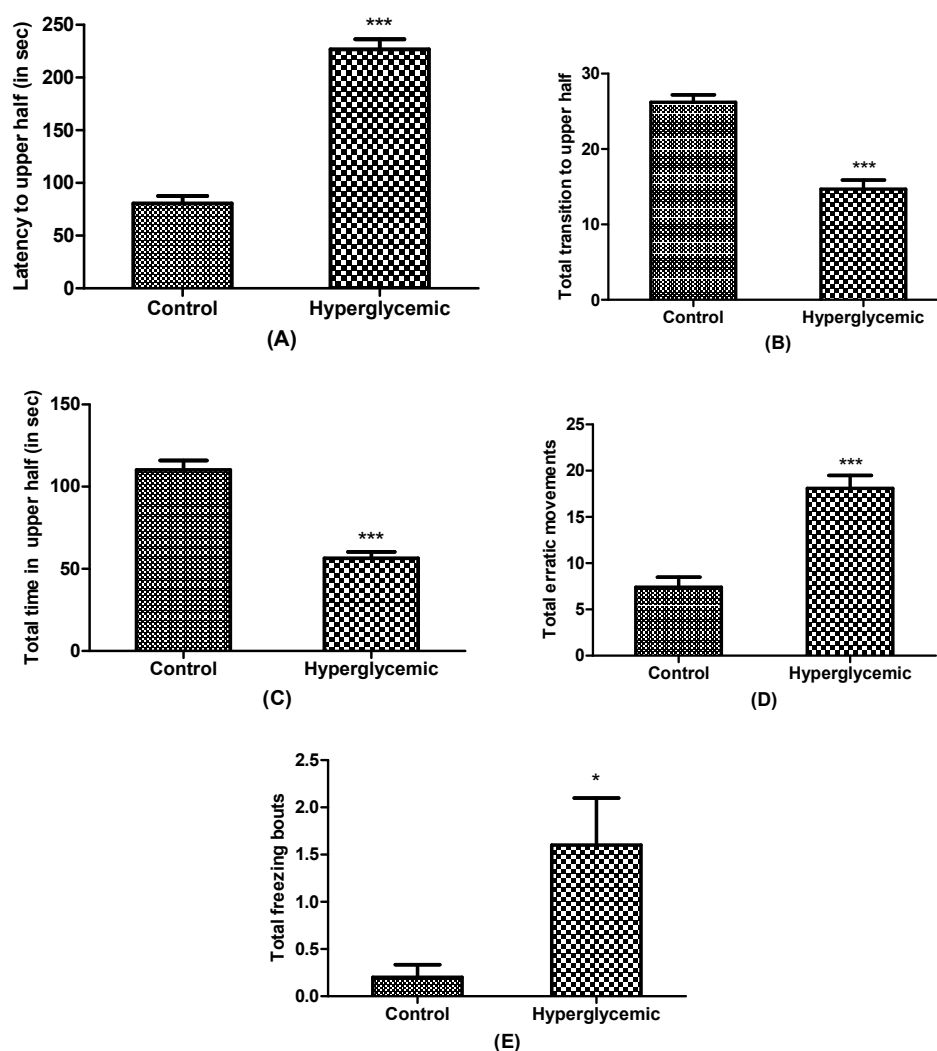 Latency to upper half (in sec)
250
200
150
100
50
0
***
Control
Hyperglycemic
(A)
Total transition to upper half
30
20
10
0
***
Control
Hyperglycemic
(B)
Total time in upper half (in sec)
150
100
50
0
***
Control
Hyperglycemic
(C)
Total erratic movements
25
20
15
10
5
0
***
Control
Hyperglycemic
(D)
Total freezing bouts
2.5
2.0
1.5
1.0
0.5
0.0
*
Control
Hyperglycemic
(E)